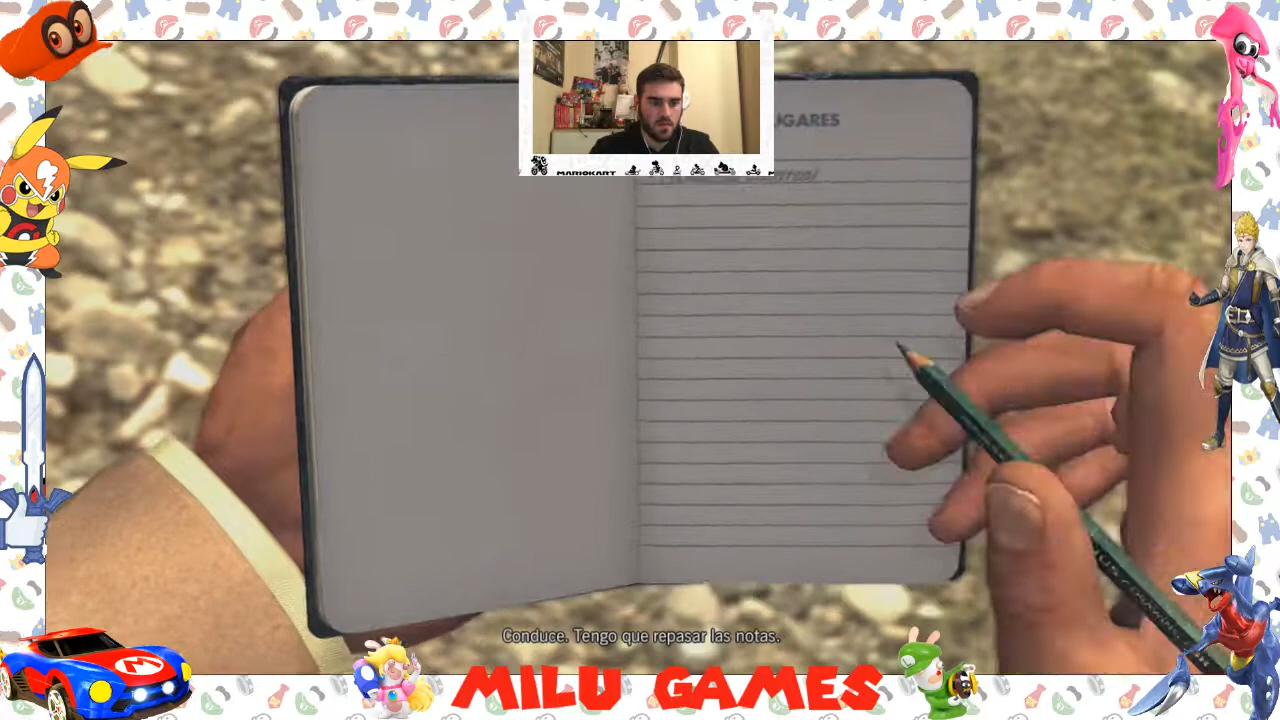 UGARES
MARIOKART
Conduce. Tengo que repasar las notas.
MILU GAMES